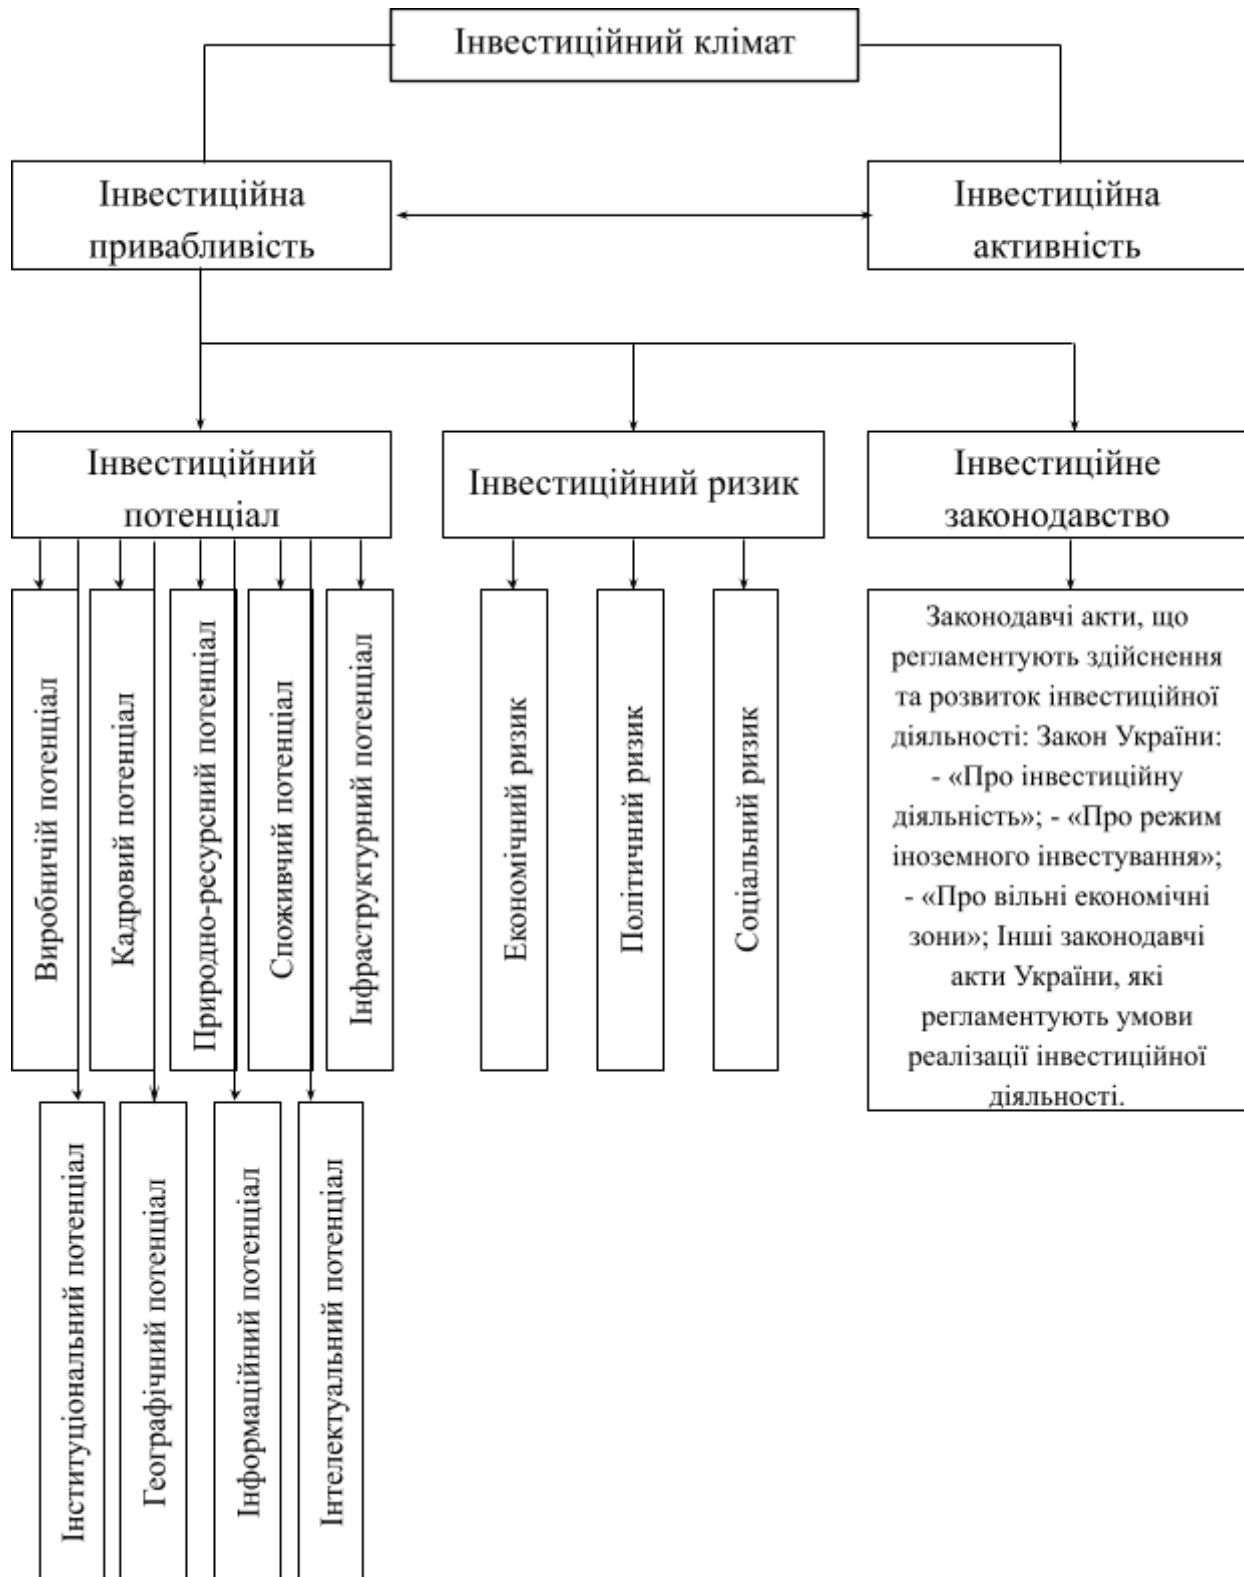 Інвестиційний клімат
Інвестиційна
привабливість
Інвестиційна
активність
Інвестиційний
потенціал
Інвестиційний ризик
Інвестиційне
законодавство
Виробничій потенціал
Кадровий потенціал
Природно-ресурсний потенціал
Споживчий потенціал
Інфраструктурний потенціал
Економічний ризик
Політичний ризик
Соціальний ризик
Законодавчі акти, що
регламентують здійснення
та розвиток інвестиційної
діяльності: Закон України:
- «Про інвестиційну
діяльність»; - «Про режим
іноземного інвестування»;
- «Про вільні економічні
зони»; Інші законодавчі
акти України, які
регламентують умови
реалізації інвестиційної
діяльності.
Інституціональний потенціал
Географічний потенціал
Інформаційний потенціал
Інтелектуальний потенціал